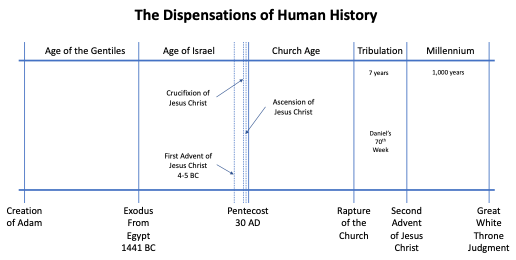 The Dispensations of Human History
Age of the Gentiles
Age of Israel
Church Age
Tribulation
Millennium
7 years
1,000 years
Crucifixion of
Jesus Christ
Ascension of
Jesus Christ
Daniel's
70th
Week
First Advent of
Jesus Christ
4-5 BC
Creation
of Adam
Exodus
From
Egypt
1441 BC
Pentecost
30 AD
Rapture
of the
Church
Second
Advent
of Jesus
Christ
Great
White
Throne
Judgment